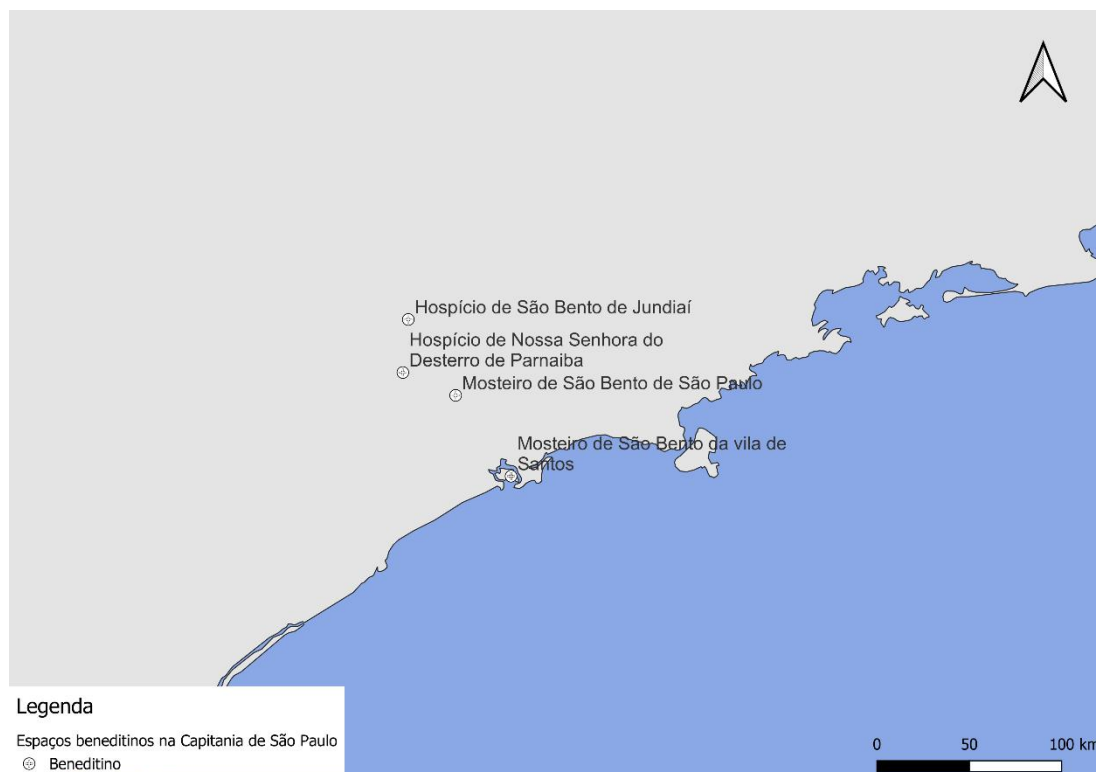 Hospício de São Bento de Jundiaí
Hospício de Nossa Senhora do
Desterro de Parnaiba
Mosteiro de São Bento de São Paulo
Mosteiro de São Bento da vila de
Santos
Legenda
Espaços beneditinos na Capitania de São Paulo
Beneditino
0 50 100 km